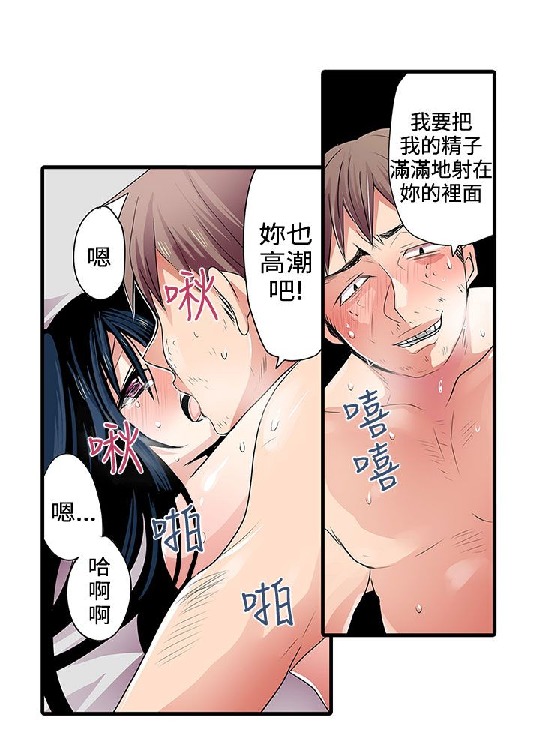 我要把
我的精子
滿滿地射在
妳的裡面
嘻
嘻
妳也
高潮
吧!
嗯
啾
啾
嗯...
啪
哈
啊
啊
啪